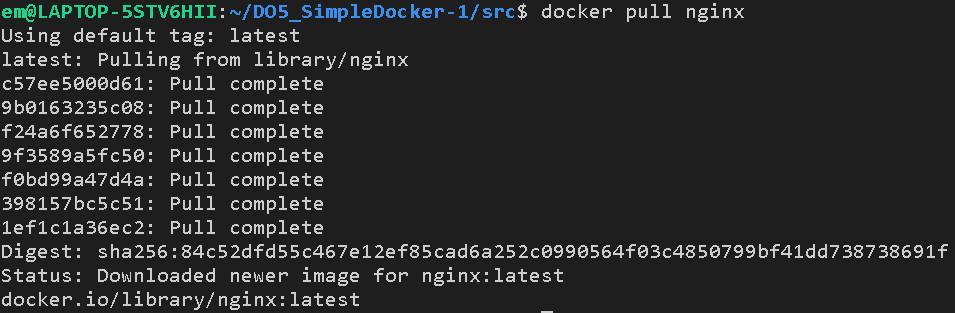 em@LAPTOP-5STV6HII:~/DO5_SimpleDocker-1/src$ docker pull nginx
Using default tag: latest
latest: Pulling from library/nginx
c57ee5000d61: Pull complete
9b0163235c08: Pull complete
f24a6f652778: Pull complete
9f3589a5fc50: Pull complete
f0bd99a47d4a: Pull complete
398157bc5c51: Pull complete
1ef1c1a36ec2: Pull complete
Digest: sha256:84c52dfd55c467e12ef85cad6a252c0990564f03c4850799bf41dd738738691f
Status: Downloaded newer image for nginx:latest
docker.io/library/nginx:latest